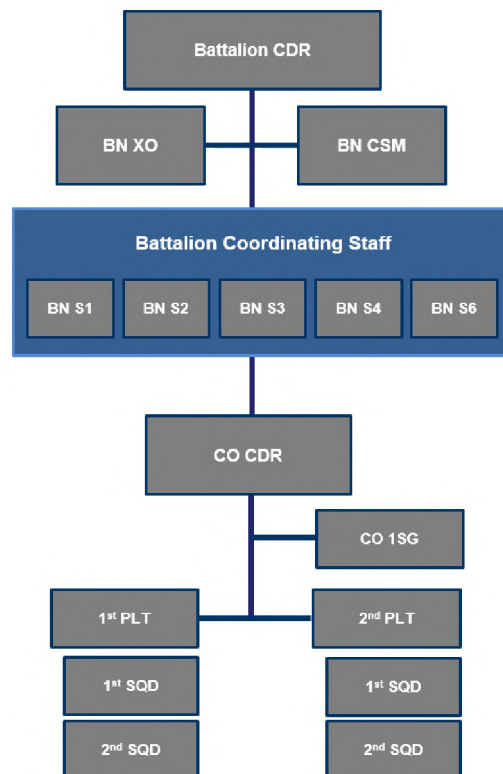 Battalion CDR
BN XO
BN CSM
Battalion Coordinating Staff
BN S1
BN S2
BN S3
BN S4
BN S6
CO CDR
CO 1SG
1st PLT
2nd PLT
1st SQD
1st SQD
2nd SQD
2nd SQD